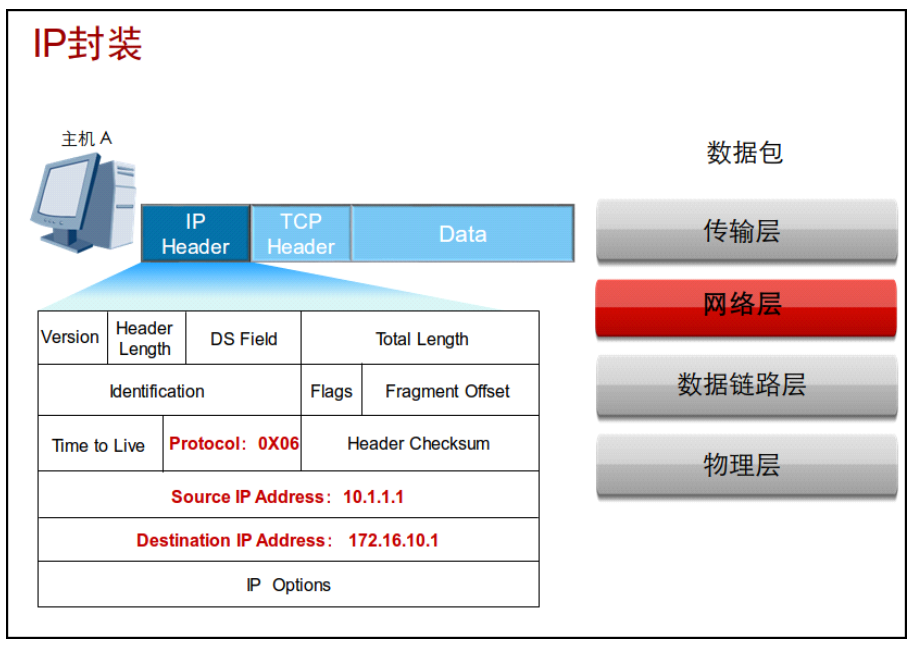 IP封装
主机 A
数据包
IP
Header
TCP
Header
Data
传输层
网络层
数据链路层
物理层
Version
Header
Length
DS Field
Total Length
Identification
Flags
Fragment Offset
Time to Live
Protocol：0X06
Header Checksum
Source IP Address：10.1.1.1
Destination IP Address：172.16.10.1
IP Options